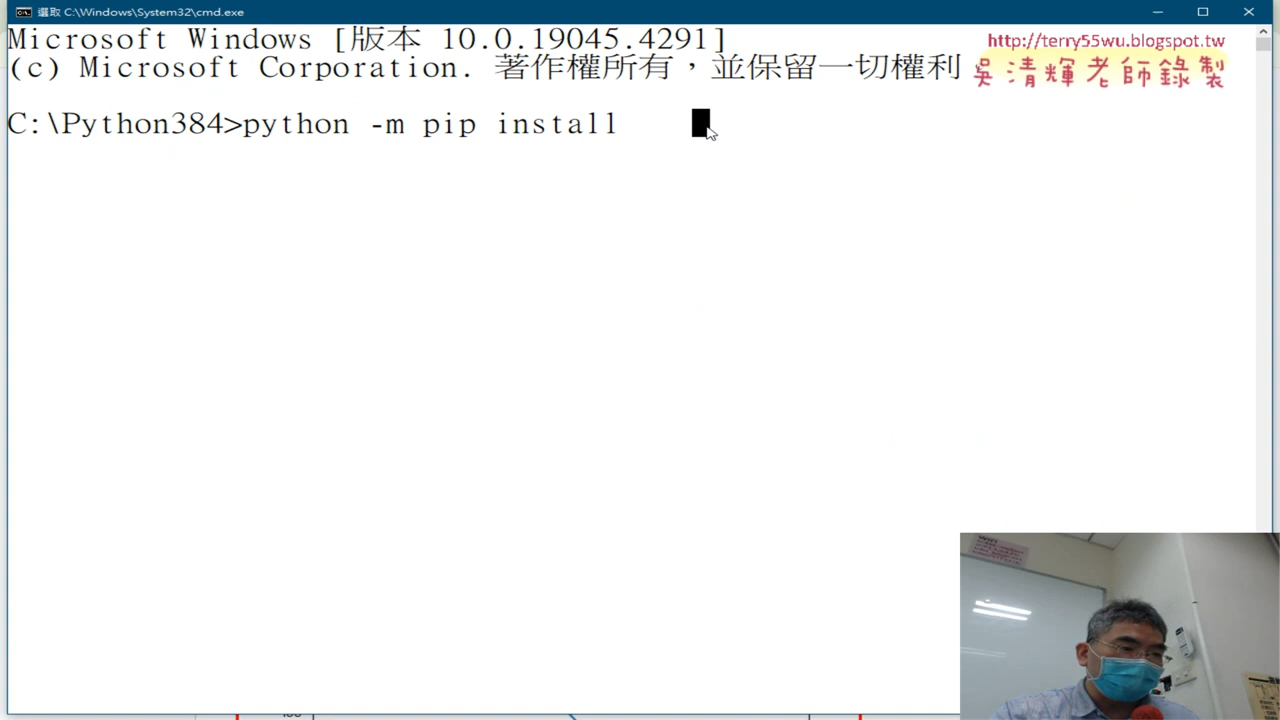 選取 C:\Windows\System32\cmd.exe
Microsoft Windows [版本 10.0.19045.4291]
(c) Microsoft Corporation. 著作權所有，並保留一切權利
http://terry55wu.blogspot.tw
吳清輝老師錄製
C:\Python384>python -m pip install